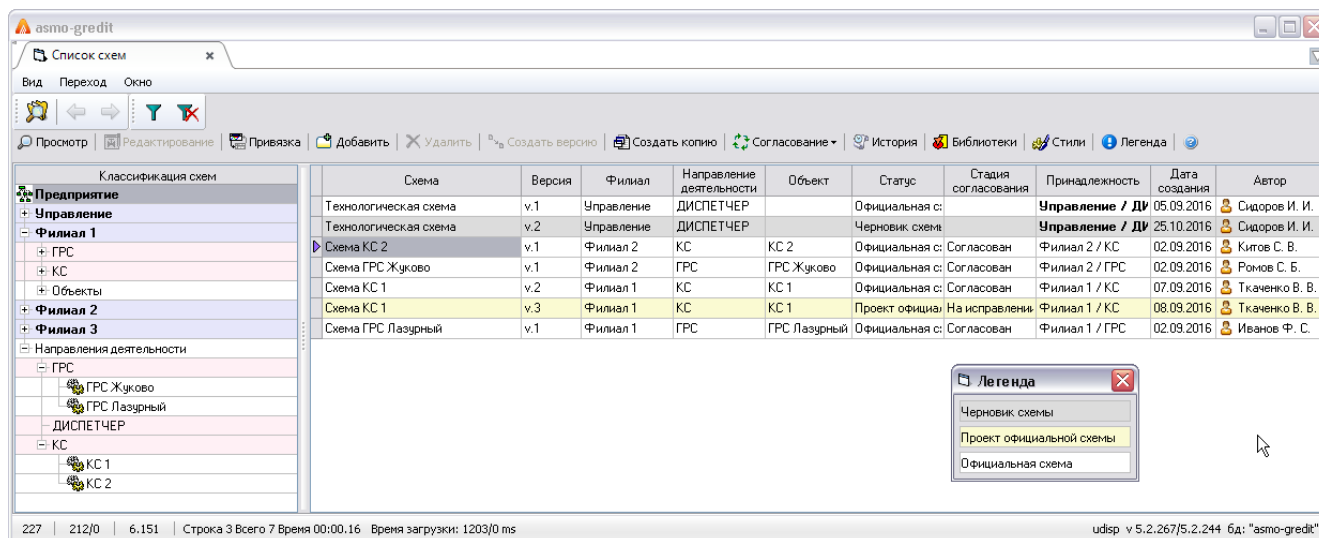 asmo-gredit
Список схем
Вид Переход Окно
Просмотр Редактирование Привязка Добавить Удалить Создать версию Создать копию Согласование История Библиотеки Стили Легенда
Классификация схем
Предприятие
Управление
Филиал 1
ГРС
КС
Объекты
Филиал 2
Филиал 3
Направления деятельности
ГРС
ГРС Жуково
ГРС Лазурный
ДИСПЕТЧЕР
КС
КС 1
КС 2
Схема Версия Филиал Направление деятельности Объект Статус Стадия согласования Принадлежность Дата создания Автор
Технологическая схема v.1 Управление ДИСПЕТЧЕР Официальная с: Управление / ДИ 05.09.2016 Сидоров И. И.
Технологическая схема v.2 Управление ДИСПЕТЧЕР Черновик схемы Управление / ДИ 25.10.2016 Сидоров И. И.
Схема КС 2 v.1 Филиал 2 КС КС 2 Официальная с: Согласован Филиал 2 / КС 02.09.2016 Китов С. В.
Схема ГРС Жуково v.1 Филиал 2 ГРС ГРС Жуково Официальная с: Согласован Филиал 2 / ГРС 02.09.2016 Ромов С. Б.
Схема КС 1 v.2 Филиал 1 КС КС 1 Официальная с: Согласован Филиал 1 / КС 07.09.2016 Ткаченко В. В.
Схема КС 1 v.3 Филиал 1 КС КС 1 Проект официал На исправлении Филиал 1 / КС 08.09.2016 Ткаченко В. В.
Схема ГРС Лазурный v.1 Филиал 1 ГРС ГРС Лазурный Официальная с: Согласован Филиал 1 / ГРС 02.09.2016 Иванов Ф. С.
Легенда
Черновик схемы
Проект официальной схемы
Официальная схема
227 212/0 6.151 Строка 3 Всего 7 Время 00:00.16 Время загрузки: 1203/0 ms udisp v 5.2.267/5.2.244 бд: "asmo-gredit"